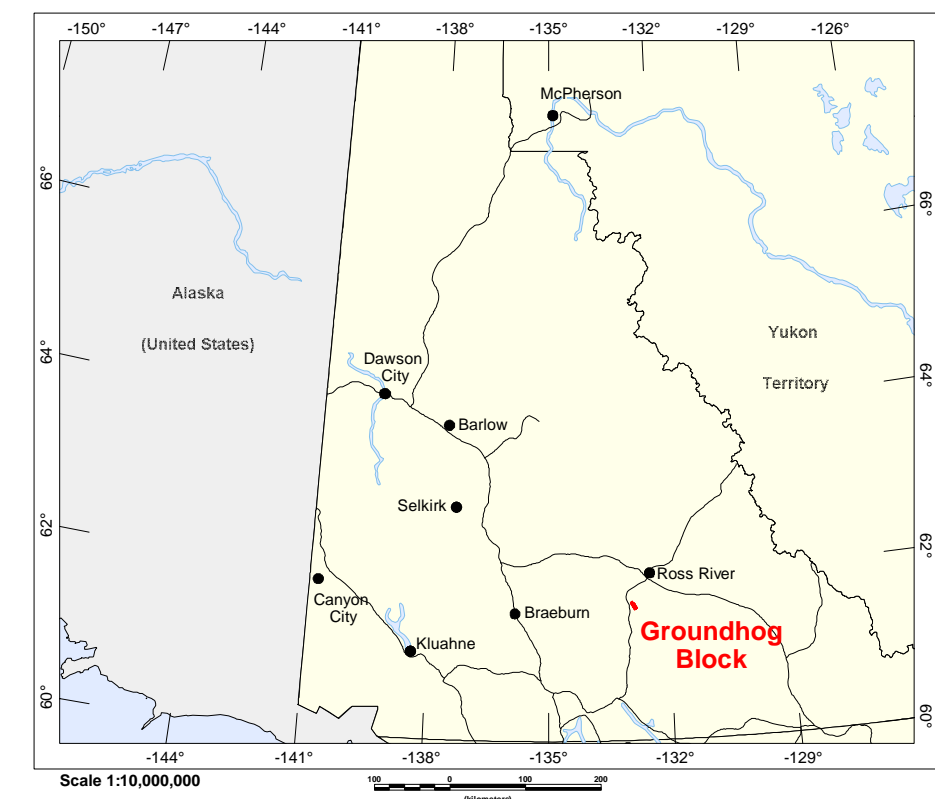 -150° -147° -144° -141° -138° -135° -132° -129° -126°
McPherson
66°
66°
Alaska
(United States)
Yukon
Territory
64°
64°
Dawson
City
Barlow
Selkirk
62°
62°
Ross River
Canyon
City
Braeburn
Groundhog
Block
Kluahne
60°
60°
-144° -141° -138° -135° -132° -129°
Scale 1:10,000,000
100 0 100 200
(kilometers)